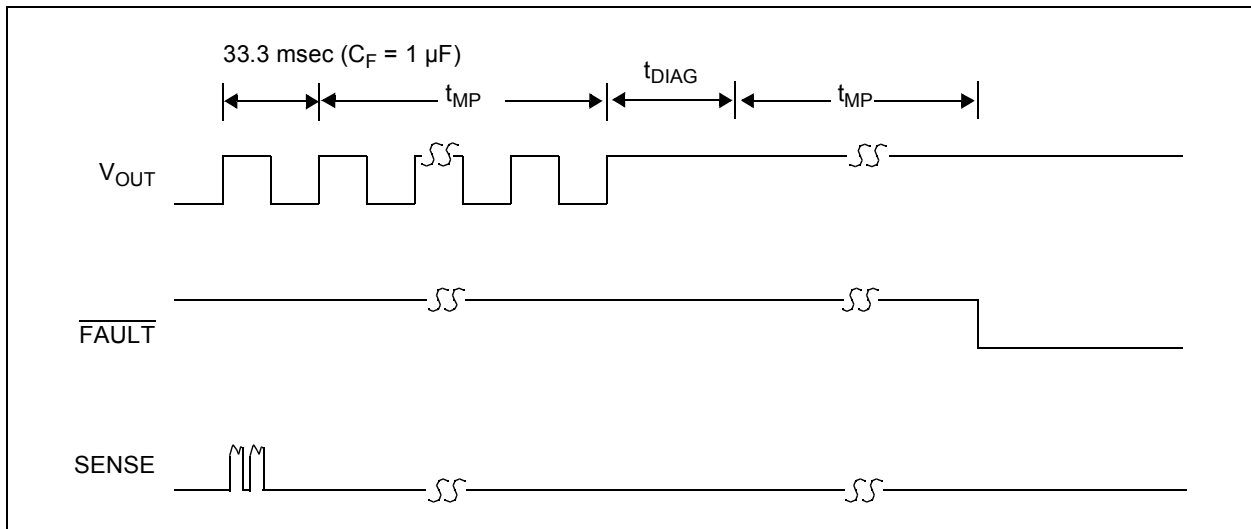 33.3 msec (C_F = 1 µF)
t_DIAG
t_MP
t_MP
V_OUT
FAULT
SENSE